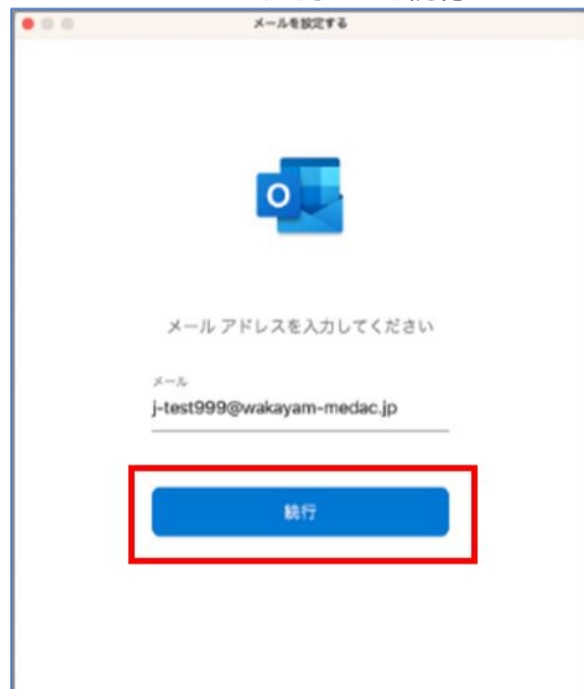 メールを設定する
O
メール アドレスを入力してください
メール
j-test999@wakayam-medac.jp
続行